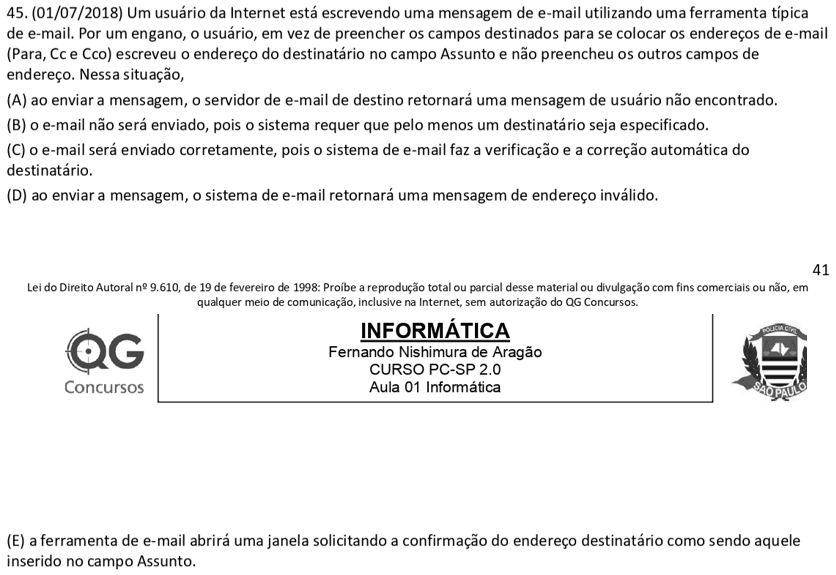 45. (01/07/2018) Um usuário da Internet está escrevendo uma mensagem de e-mail utilizando uma ferramenta típica
de e-mail. Por um engano, o usuário, em vez de preencher os campos destinados para se colocar os endereços de e-mail
(Para, Cc e Cco) escreveu o endereço do destinatário no campo Assunto e não preencheu os outros campos de
endereço. Nessa situação,
(A) ao enviar a mensagem, o servidor de e-mail de destino retornará uma mensagem de usuário não encontrado.
(B) o e-mail não será enviado, pois o sistema requer que pelo menos um destinatário seja especificado.
(C) o e-mail será enviado corretamente, pois o sistema de e-mail faz a verificação e a correção automática do
destinatário.
(D) ao enviar a mensagem, o sistema de e-mail retornará uma mensagem de endereço inválido.
41
Lei do Direito Autoral nº 9.610, de 19 de fevereiro de 1998: Proíbe a reprodução total ou parcial desse material ou divulgação com fins comerciais ou não, em
qualquer meio de comunicação, inclusive na Internet, sem autorização do QG Concursos.
QG
Concursos
INFORMÁTICA
Fernando Nishimura de Aragão
CURSO PC-SP 2.0
Aula 01 Informática
POLICIA CIVIL
SÃO PAULO
(E) a ferramenta de e-mail abrirá uma janela solicitando a confirmação do endereço destinatário como sendo aquele
inserido no campo Assunto.